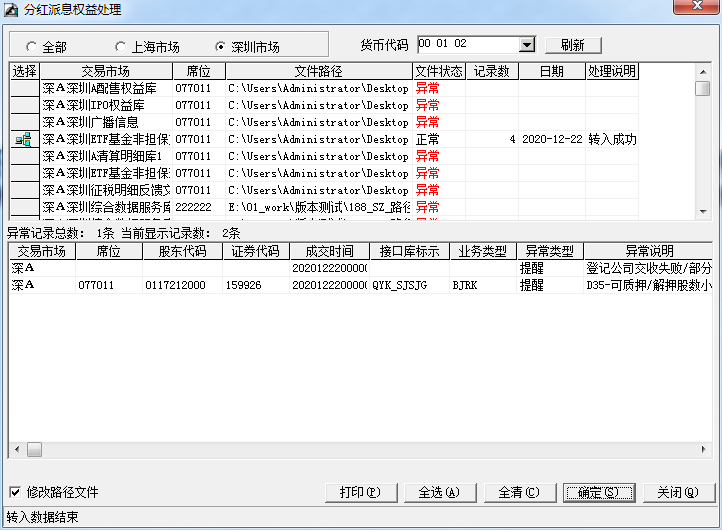 分红派息权益处理
全部 上海市场 深圳市场 货币代码 00 01 02 刷新
选择 交易市场 席位 文件路径 文件状态 记录数 日期 处理说明
深A 深圳A配售权益库 077011 C:\Users\Administrator\Desktop 异常
深A 深圳IPO权益库 077011 C:\Users\Administrator\Desktop 异常
深A 深圳广播信息 077011 C:\Users\Administrator\Desktop 异常
深A 深圳ETF基金非担保 077011 C:\Users\Administrator\Desktop 正常 4 2020-12-22 转入成功
深A 深圳A清算明细库1 077011 C:\Users\Administrator\Desktop 异常
深A 深圳ETF基金非担保 077011 C:\Users\Administrator\Desktop 异常
深A 深圳征税明细反馈文 077011 C:\Users\Administrator\Desktop 异常
深A 深圳综合数据服务库 222222 E:\01_work\版本测试\188_SZ_路径 异常
异常记录总数: 1条 当前显示记录数: 2条
交易市场 席位 股东代码 证券代码 成交时间 接口库标示 业务类型 异常类型 异常说明
深A 2020122200000 提醒 登记公司交收失败/部分
深A 077011 0117212000 159926 2020122200000 QYK_SJSJG BJRK 提醒 D35-可质押/解押股数小
修改路径文件 打印(P) 全选(A) 全清(C) 确定(S) 关闭(Q)
转入数据结束